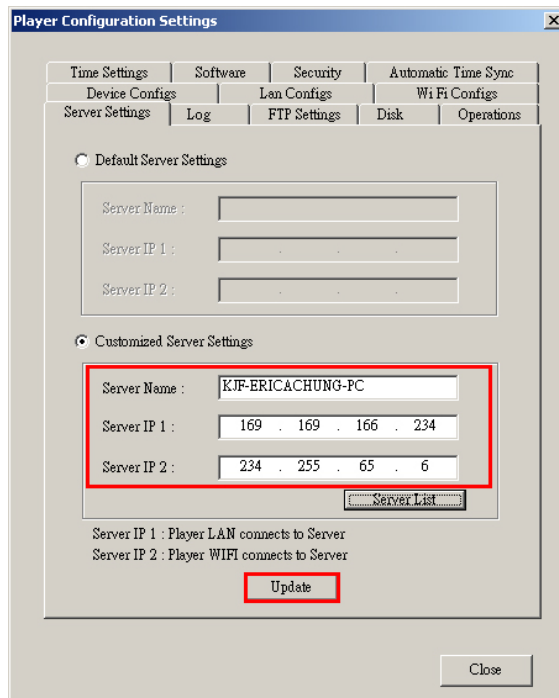 Player Configuration Settings
Time Settings Software Security Automatic Time Sync
Device Configs Lan Configs Wi Fi Configs
Server Settings Log FTP Settings Disk Operations
Default Server Settings
Server Name :
Server IP 1 : . . .
Server IP 2 : . . .
Customized Server Settings
Server Name : KJF-ERICACHUNG-PC
Server IP 1 : 169 . 169 . 166 . 234
Server IP 2 : 234 . 255 . 65 . 6
Server List
Server IP 1 : Player LAN connects to Server
Server IP 2 : Player WIFI connects to Server
Update
Close